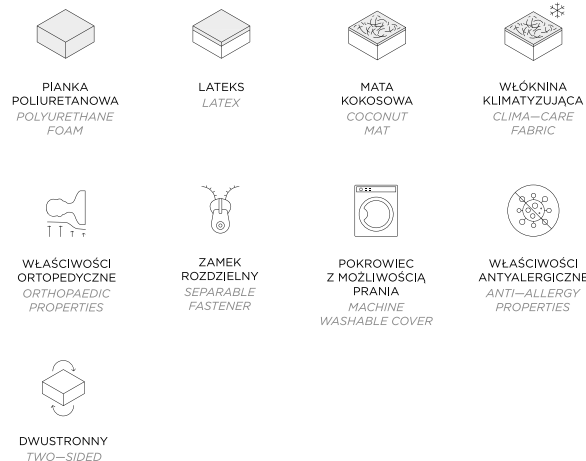 PIANKA
POLIURETANOWA
POLYURETHANE
FOAM
LATEKS
LATEX
MATA
KOKOSOWA
COCONUT
MAT
WŁÓKNINA
KLIMATYZUJĄCA
CLIMA—CARE
FABRIC
WŁAŚCIWOŚCI
ORTOPEDYCZNE
ORTHOPAEDIC
PROPERTIES
ZAMEK
ROZDZIELNY
SEPARABLE
FASTENER
POKROWIEC
Z MOŻLIWOŚCIĄ
PRANIA
MACHINE
WASHABLE COVER
WŁAŚCIWOŚCI
ANTYALERGICZNE
ANTI—ALLERGY
PROPERTIES
DWUSTRONNY
TWO—SIDED